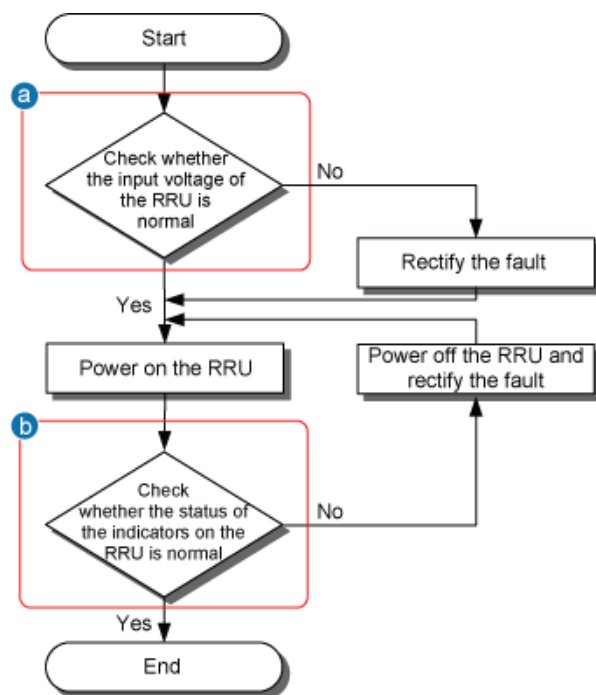 Start
a
Check whether
the input voltage of
the RRU is
normal
No
Rectify the fault
Yes
Power on the RRU
Power off the RRU and
rectify the fault
b
Check
whether the status of
the indicators on the
RRU is normal
No
Yes
End